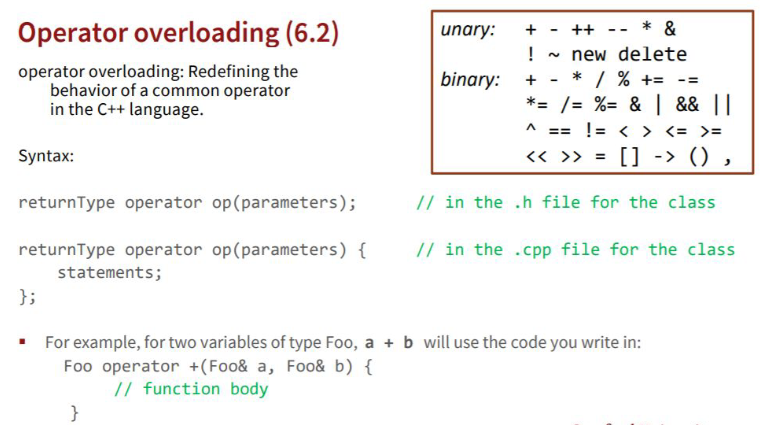 Operator overloading (6.2)
operator overloading: Redefining the
behavior of a common operator
in the C++ language.
unary: + - ++ -- * &
! ~ new delete
binary: + - * / % += -=
*= /= %= & | && ||
^ == != < > <= >=
<< >> = [] -> () ,
Syntax:
returnType operator op(parameters); // in the .h file for the class
returnType operator op(parameters) { // in the .cpp file for the class
statements;
};
▪ For example, for two variables of type Foo, a + b will use the code you write in:
Foo operator +(Foo& a, Foo& b) {
// function body
}